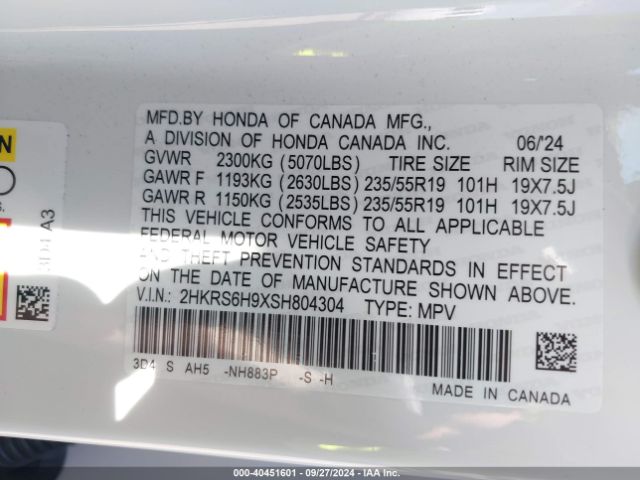 MFD.BY HONDA OF CANADA MFG.,
A DIVISION OF HONDA CANADA INC. 06/'24
GVWR 2300KG (5070LBS) TIRE SIZE RIM SIZE
GAWR F 1193KG (2630LBS) 235/55R19 101H 19X7.5J
GAWR R 1150KG (2535LBS) 235/55R19 101H 19X7.5J
THIS VEHICLE CONFORMS TO ALL APPLICABLE
FEDERAL MOTOR VEHICLE SAFETY
AND THEFT PREVENTION STANDARDS IN EFFECT
ON THE DATE OF MANUFACTURE SHOWN ABOVE.
V.I.N.: 2HKRS6H9XSH804304 TYPE: MPV
3D4 S AH5 -NH883P -S -H
MADE IN CANADA
3D4 A3
000-40451601 - 09/27/2024 - IAA Inc.